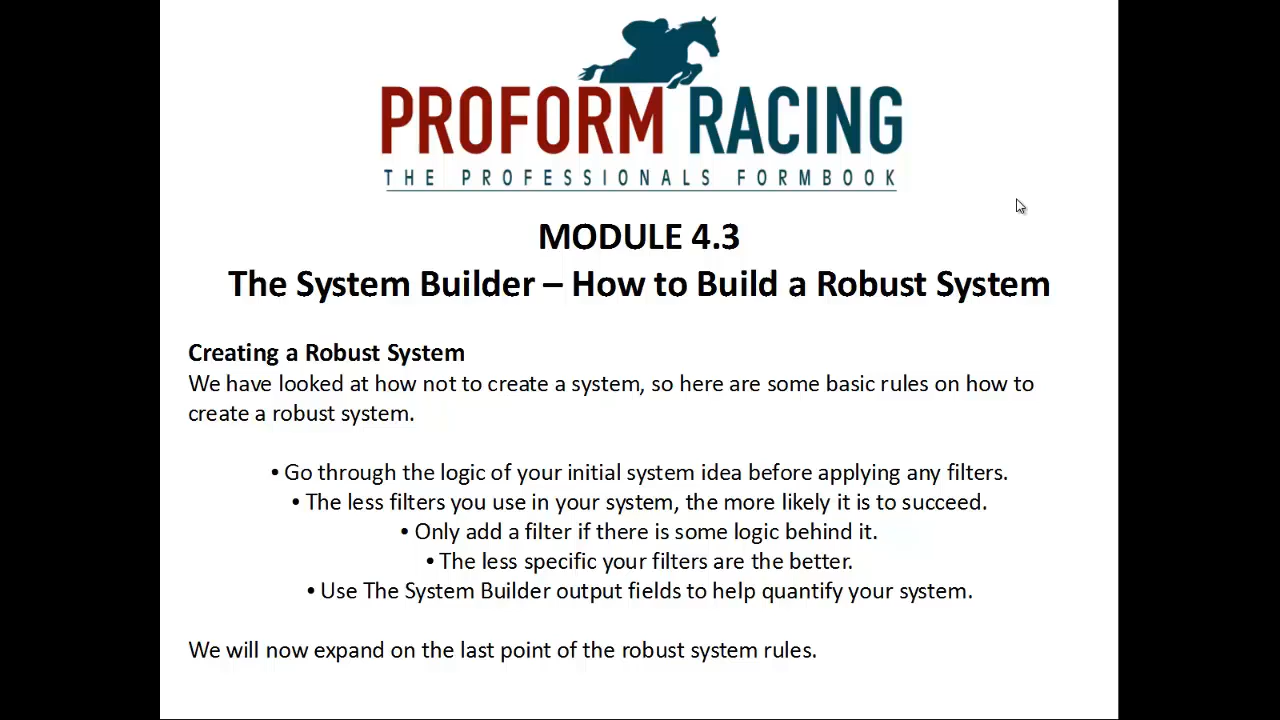 PROFORM RACING
THE PROFESSIONALS FORMBOOK
MODULE 4.3
The System Builder – How to Build a Robust System
Creating a Robust System
We have looked at how not to create a system, so here are some basic rules on how to
create a robust system.
• Go through the logic of your initial system idea before applying any filters.
• The less filters you use in your system, the more likely it is to succeed.
• Only add a filter if there is some logic behind it.
• The less specific your filters are the better.
• Use The System Builder output fields to help quantify your system.
We will now expand on the last point of the robust system rules.